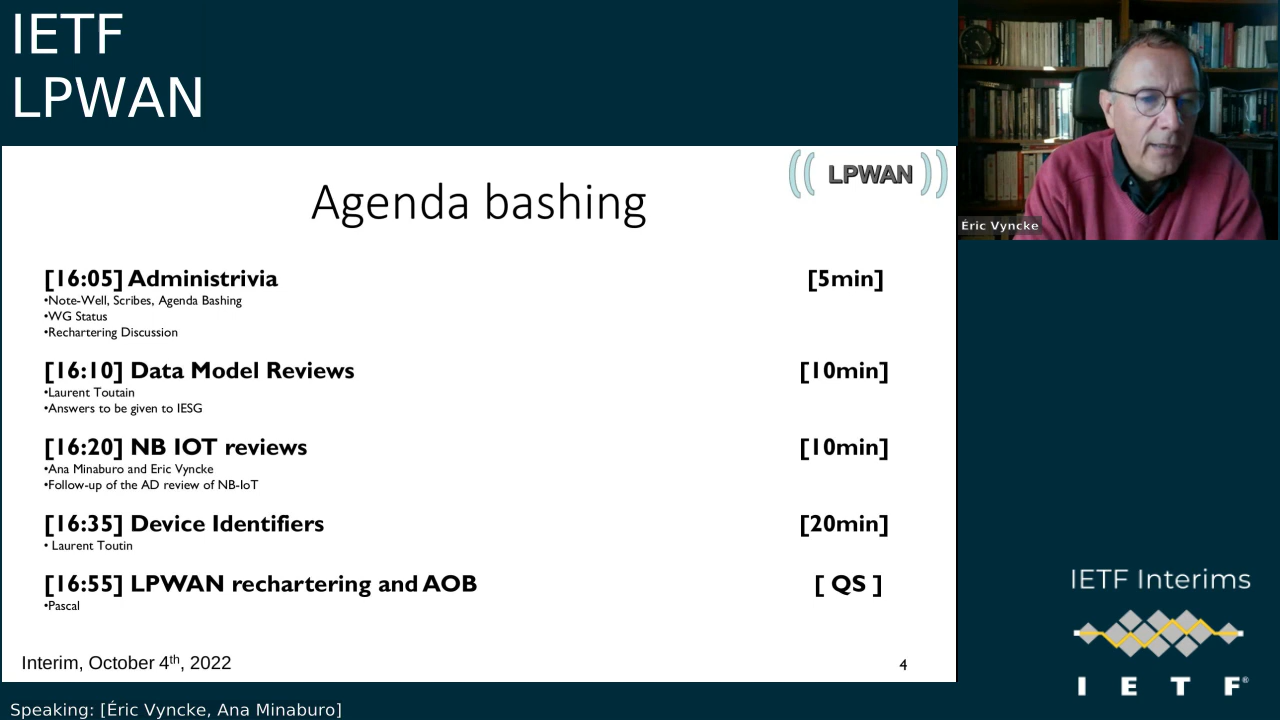 IETF
LPWAN
LPWAN
Agenda bashing
[16:05] Administrivia [5min]
•Note-Well, Scribes, Agenda Bashing
•WG Status
•Rechartering Discussion
[16:10] Data Model Reviews [10min]
•Laurent Toutain
•Answers to be given to IESG
[16:20] NB IOT reviews [10min]
•Ana Minaburo and Eric Vyncke
•Follow-up of the AD review of NB-IoT
[16:35] Device Identifiers [20min]
• Laurent Toutin
[16:55] LPWAN rechartering and AOB [ QS ]
•Pascal
Interim, October 4th, 2022 4
Éric Vyncke
IETF Interims
I E T F®
Speaking: [Éric Vyncke, Ana Minaburo]